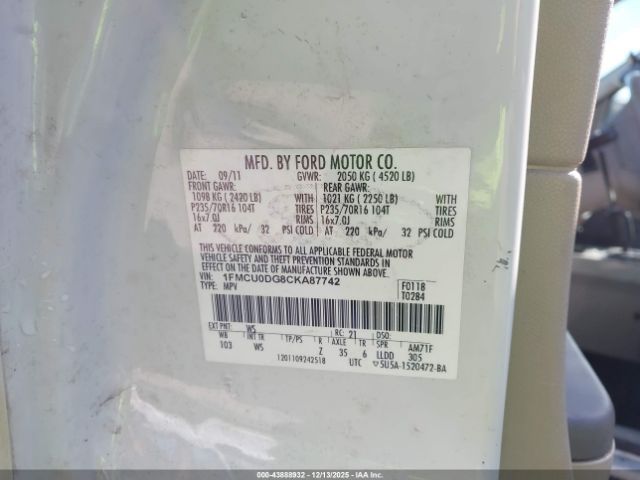 MFD. BY FORD MOTOR CO.
DATE: 09/11 GVWR: 2050 KG ( 4520 LB)
FRONT GAWR: REAR GAWR:
1098 KG ( 2420 LB) WITH 1021 KG ( 2250 LB) WITH
P235/70R16 104T TIRES P235/70R16 104T TIRES
16x7.0J RIMS 16x7.0J RIMS
AT 220 kPa/ 32 PSI COLD AT 220 kPa/ 32 PSI COLD
THIS VEHICLE CONFORMS TO ALL APPLICABLE FEDERAL MOTOR
VEHICLE SAFETY AND THEFT PREVENTION STANDARDS IN
EFFECT ON THE DATE OF MANUFACTURE SHOWN ABOVE.
VIN: 1FMCU0DG8CKA87742 F0118
TYPE: MPV T0284
EXT PNT: WS RC: 21 DSO:
WB INT TR TP/PS R AXLE TR SPR AM71F
103 WS Z 35 6 LLDD 305
1201109242518 UTC ▽5U5A-1520472-BA
000-43888932 | 12/13/2025 | IAA Inc.